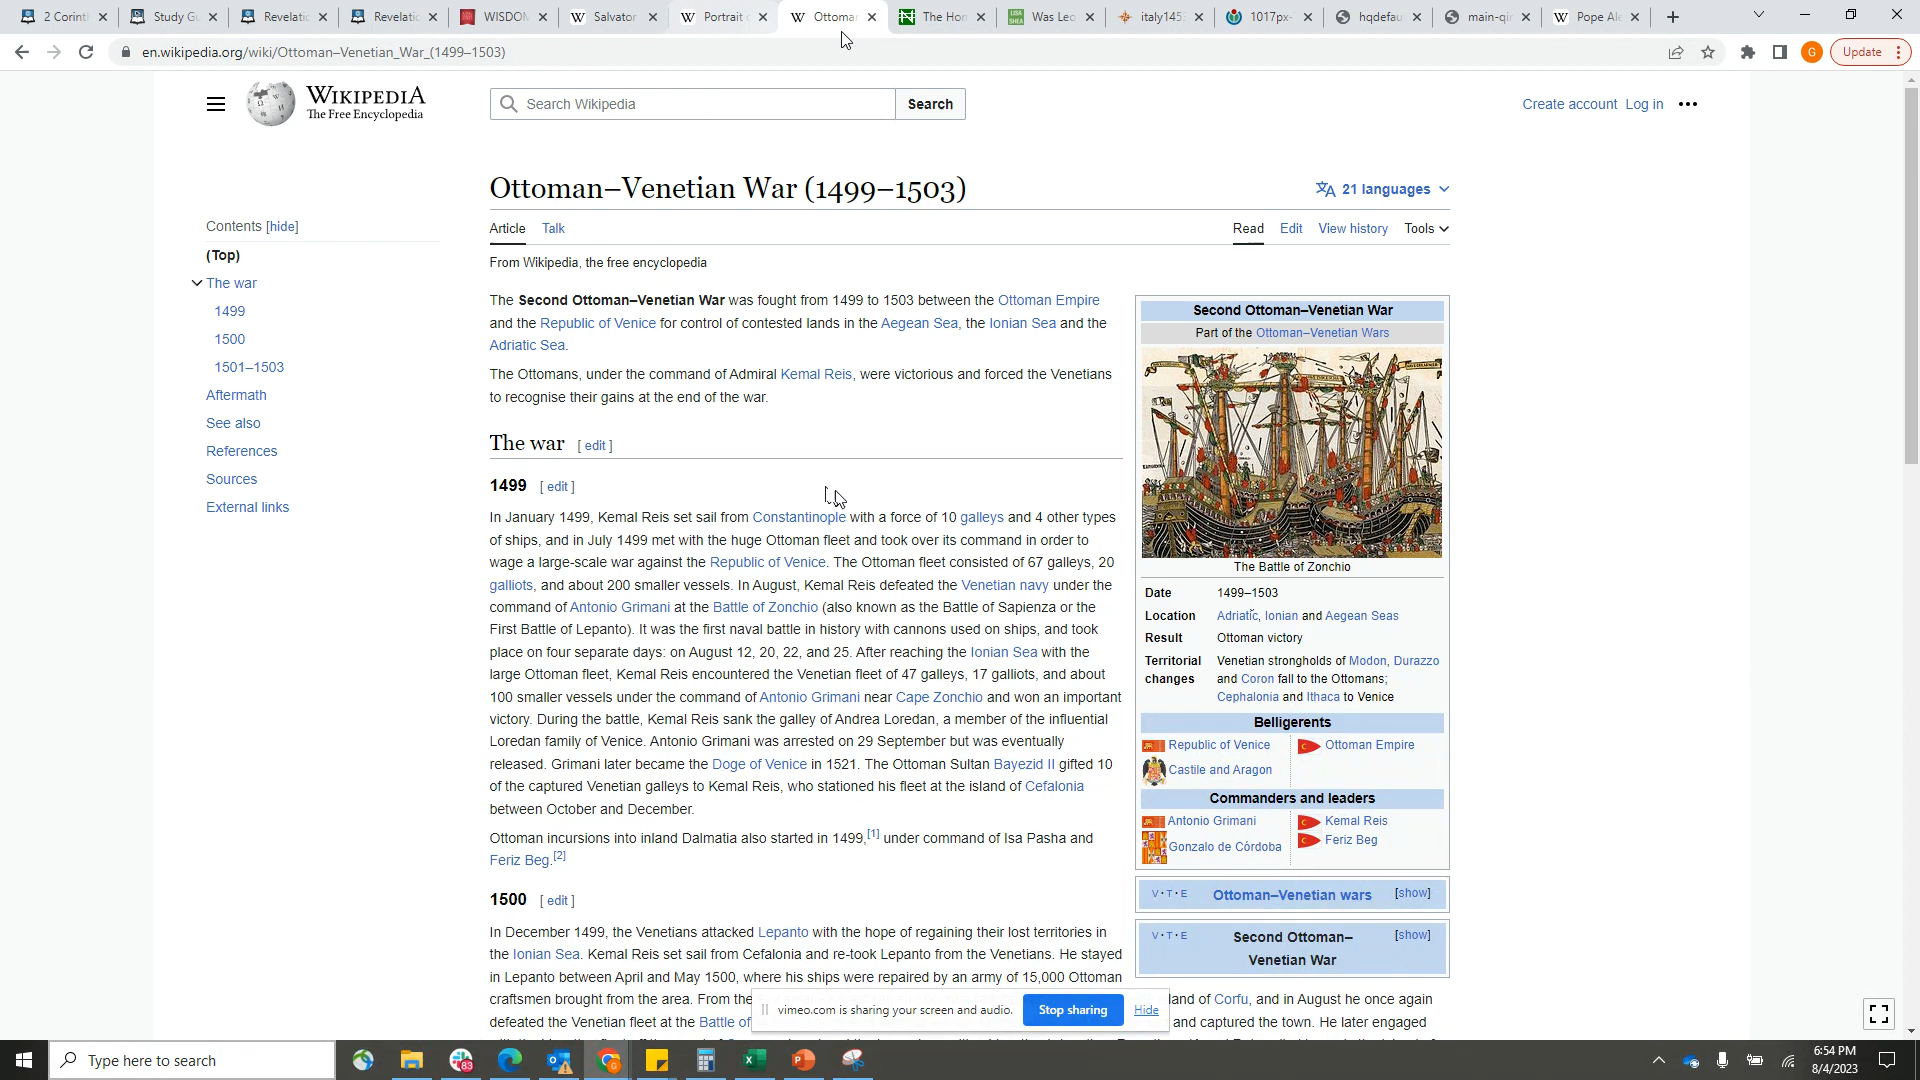 2 Corinth
Study Gu
Revelatio
Revelatio
WISDOM
Salvator
Portrait o
Ottoman
The Hon
Was Leo
italy1453
1017px-
hqdefau
main-qir
Pope Ale
en.wikipedia.org/wiki/Ottoman–Venetian_War_(1499–1503)
G
Update
WIKIPEDIA
The Free Encyclopedia
Search Wikipedia
Search
Create account Log in
Ottoman–Venetian War (1499–1503)
21 languages
Contents [hide]
(Top)
The war
1499
1500
1501–1503
Aftermath
See also
References
Sources
External links
Article Talk
Read Edit View history Tools
From Wikipedia, the free encyclopedia
The Second Ottoman–Venetian War was fought from 1499 to 1503 between the Ottoman Empire
and the Republic of Venice for control of contested lands in the Aegean Sea, the Ionian Sea and the
Adriatic Sea.
The Ottomans, under the command of Admiral Kemal Reis, were victorious and forced the Venetians
to recognise their gains at the end of the war.
The war [ edit ]
1499 [ edit ]
In January 1499, Kemal Reis set sail from Constantinople with a force of 10 galleys and 4 other types
of ships, and in July 1499 met with the huge Ottoman fleet and took over its command in order to
wage a large-scale war against the Republic of Venice. The Ottoman fleet consisted of 67 galleys, 20
galliots, and about 200 smaller vessels. In August, Kemal Reis defeated the Venetian navy under the
command of Antonio Grimani at the Battle of Zonchio (also known as the Battle of Sapienza or the
First Battle of Lepanto). It was the first naval battle in history with cannons used on ships, and took
place on four separate days: on August 12, 20, 22, and 25. After reaching the Ionian Sea with the
large Ottoman fleet, Kemal Reis encountered the Venetian fleet of 47 galleys, 17 galliots, and about
100 smaller vessels under the command of Antonio Grimani near Cape Zonchio and won an important
victory. During the battle, Kemal Reis sank the galley of Andrea Loredan, a member of the influential
Loredan family of Venice. Antonio Grimani was arrested on 29 September but was eventually
released. Grimani later became the Doge of Venice in 1521. The Ottoman Sultan Bayezid II gifted 10
of the captured Venetian galleys to Kemal Reis, who stationed his fleet at the island of Cefalonia
between October and December.
Ottoman incursions into inland Dalmatia also started in 1499,[1] under command of Isa Pasha and
Feriz Beg.[2]
1500 [ edit ]
In December 1499, the Venetians attacked Lepanto with the hope of regaining their lost territories in
the Ionian Sea. Kemal Reis set sail from Cefalonia and re-took Lepanto from the Venetians. He stayed
in Lepanto between April and May 1500, where his ships were repaired by an army of 15,000 Ottoman
craftsmen brought from the area. From the land of Corfu, and in August he once again
defeated the Venetian fleet at the Battle of and captured the town. He later engaged
Second Ottoman–Venetian War
Part of the Ottoman–Venetian Wars
The Battle of Zonchio
Date 1499–1503
Location Adriatic, Ionian and Aegean Seas
Result Ottoman victory
Territorial changes Venetian strongholds of Modon, Durazzo
and Coron fall to the Ottomans;
Cephalonia and Ithaca to Venice
Belligerents
Republic of Venice
Castile and Aragon
Ottoman Empire
Commanders and leaders
Antonio Grimani
Gonzalo de Córdoba
Kemal Reis
Feriz Beg
V·T·E Ottoman–Venetian wars [show]
V·T·E Second Ottoman–
Venetian War [show]
vimeo.com is sharing your screen and audio.
Stop sharing
Hide
Type here to search
83
6:54 PM
8/4/2023